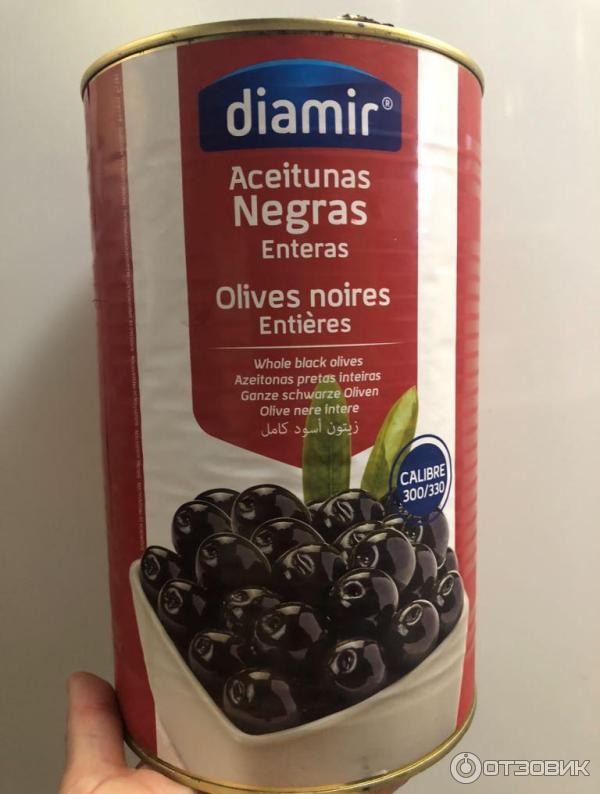 diamir®
Aceitunas
Negras
Enteras
Olives noires
Entières
Whole black olives
Azeitonas pretas inteiras
Ganze schwarze Oliven
Olive nere intere
زيتون أسود كامل
CALIBRE
300/330
ОТЗОВИК